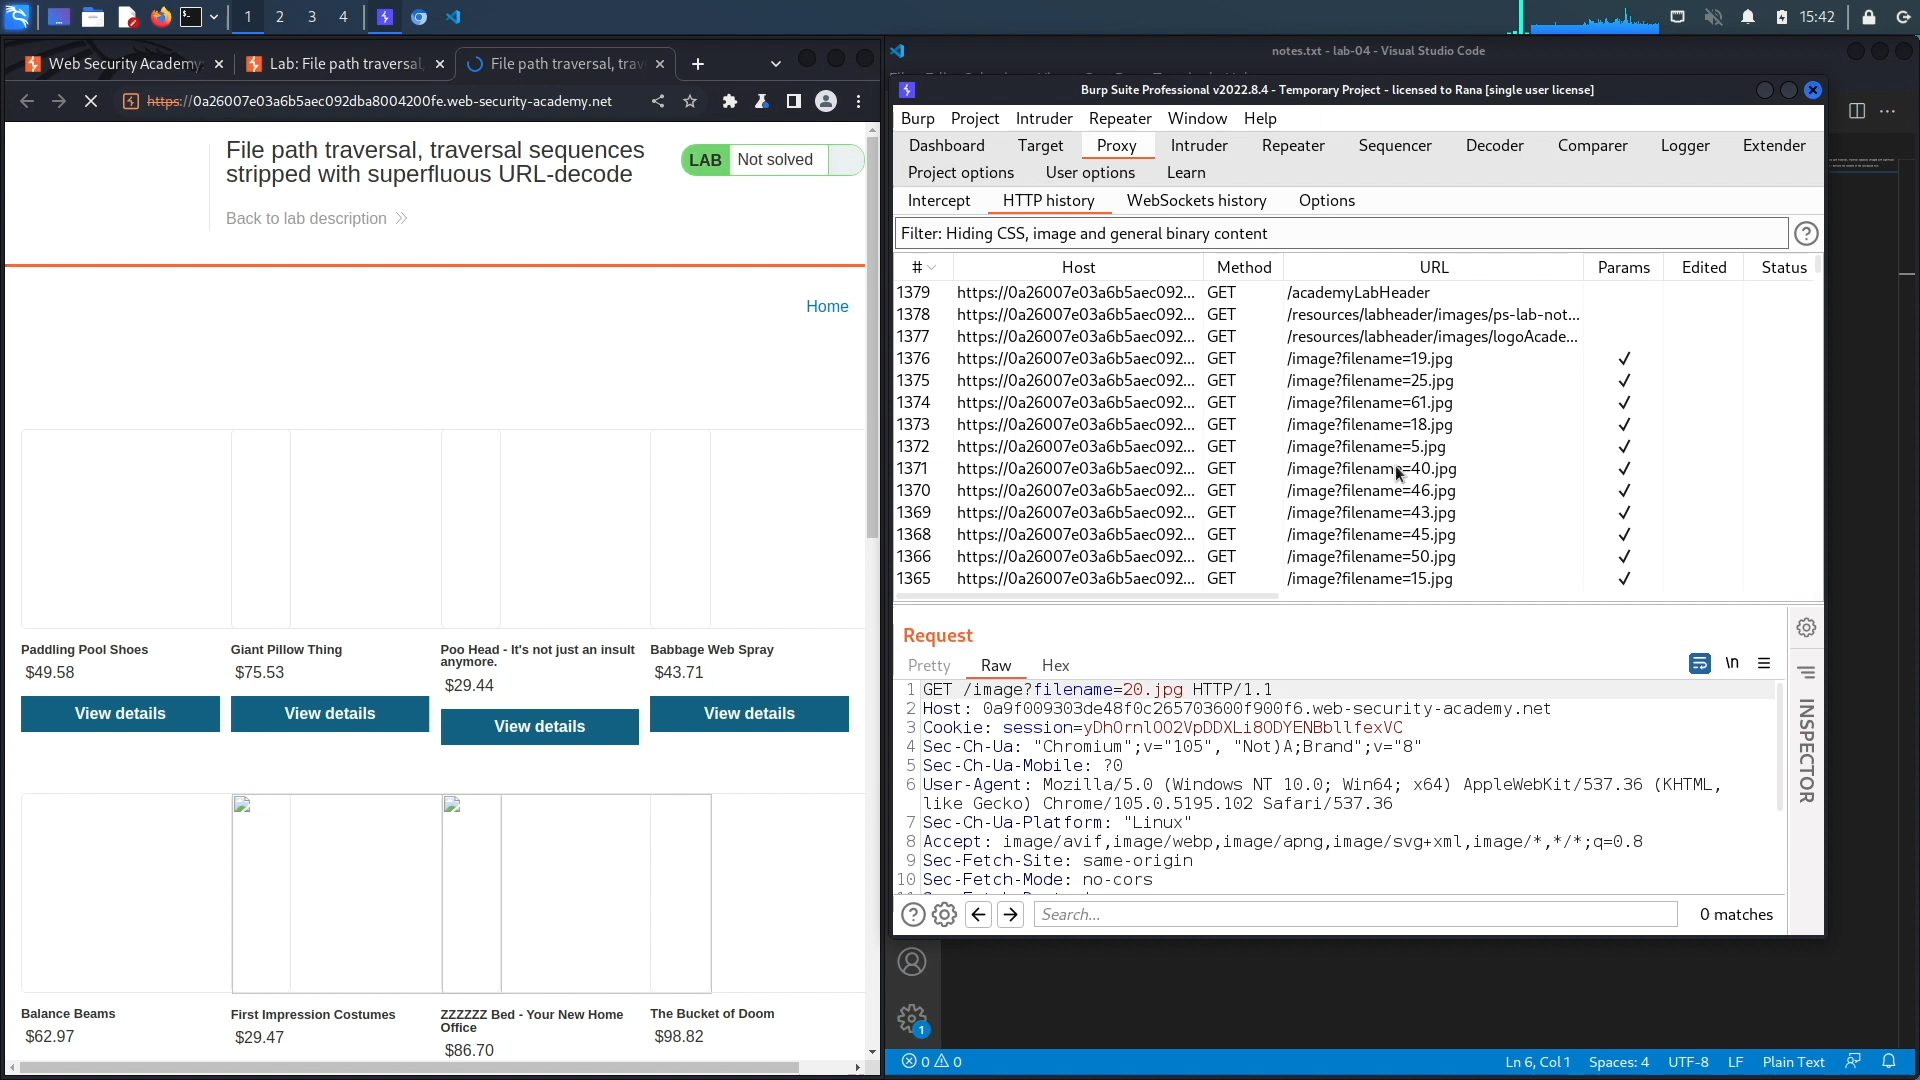 1 2 3 4 15:42
Web Security Academy
Lab: File path traversal,
File path traversal, trav
https://0a26007e03a6b5aec092dba8004200fe.web-security-academy.net
File path traversal, traversal sequences
stripped with superfluous URL-decode
LAB Not solved
Back to lab description
Home
Paddling Pool Shoes
$49.58
View details
Giant Pillow Thing
$75.53
View details
Poo Head - It's not just an insult
anymore.
$29.44
View details
Babbage Web Spray
$43.71
View details
Balance Beams
$62.97
First Impression Costumes
$29.47
ZZZZZZ Bed - Your New Home
Office
$86.70
The Bucket of Doom
$98.82
notes.txt - lab-04 - Visual Studio Code
Burp Suite Professional v2022.8.4 - Temporary Project - licensed to Rana [single user license]
Burp Project Intruder Repeater Window Help
Dashboard Target Proxy Intruder Repeater Sequencer Decoder Comparer Logger Extender
Project options User options Learn
Intercept HTTP history WebSockets history Options
Filter: Hiding CSS, image and general binary content
# Host Method URL Params Edited Status
1379 https://0a26007e03a6b5aec092... GET /academyLabHeader
1378 https://0a26007e03a6b5aec092... GET /resources/labheader/images/ps-lab-not...
1377 https://0a26007e03a6b5aec092... GET /resources/labheader/images/logoAcade...
1376 https://0a26007e03a6b5aec092... GET /image?filename=19.jpg ✓
1375 https://0a26007e03a6b5aec092... GET /image?filename=25.jpg ✓
1374 https://0a26007e03a6b5aec092... GET /image?filename=61.jpg ✓
1373 https://0a26007e03a6b5aec092... GET /image?filename=18.jpg ✓
1372 https://0a26007e03a6b5aec092... GET /image?filename=5.jpg ✓
1371 https://0a26007e03a6b5aec092... GET /image?filename=40.jpg ✓
1370 https://0a26007e03a6b5aec092... GET /image?filename=46.jpg ✓
1369 https://0a26007e03a6b5aec092... GET /image?filename=43.jpg ✓
1368 https://0a26007e03a6b5aec092... GET /image?filename=45.jpg ✓
1366 https://0a26007e03a6b5aec092... GET /image?filename=50.jpg ✓
1365 https://0a26007e03a6b5aec092... GET /image?filename=15.jpg ✓
Request
Pretty Raw Hex
\n
INSPECTOR
1 GET /image?filename=20.jpg HTTP/1.1
2 Host: 0a9f009303de48f0c265703600f900f6.web-security-academy.net
3 Cookie: session=yDhOrnlOO2VpDDXLi8ODYENBbllfexVC
4 Sec-Ch-Ua: "Chromium";v="105", "Not)A;Brand";v="8"
5 Sec-Ch-Ua-Mobile: ?0
6 User-Agent: Mozilla/5.0 (Windows NT 10.0; Win64; x64) AppleWebKit/537.36 (KHTML,
like Gecko) Chrome/105.0.5195.102 Safari/537.36
7 Sec-Ch-Ua-Platform: "Linux"
8 Accept: image/avif,image/webp,image/apng,image/svg+xml,image/*,*/*;q=0.8
9 Sec-Fetch-Site: same-origin
10 Sec-Fetch-Mode: no-cors
Search...
0 matches
1
0 0
Ln 6, Col 1 Spaces: 4 UTF-8 LF Plain Text